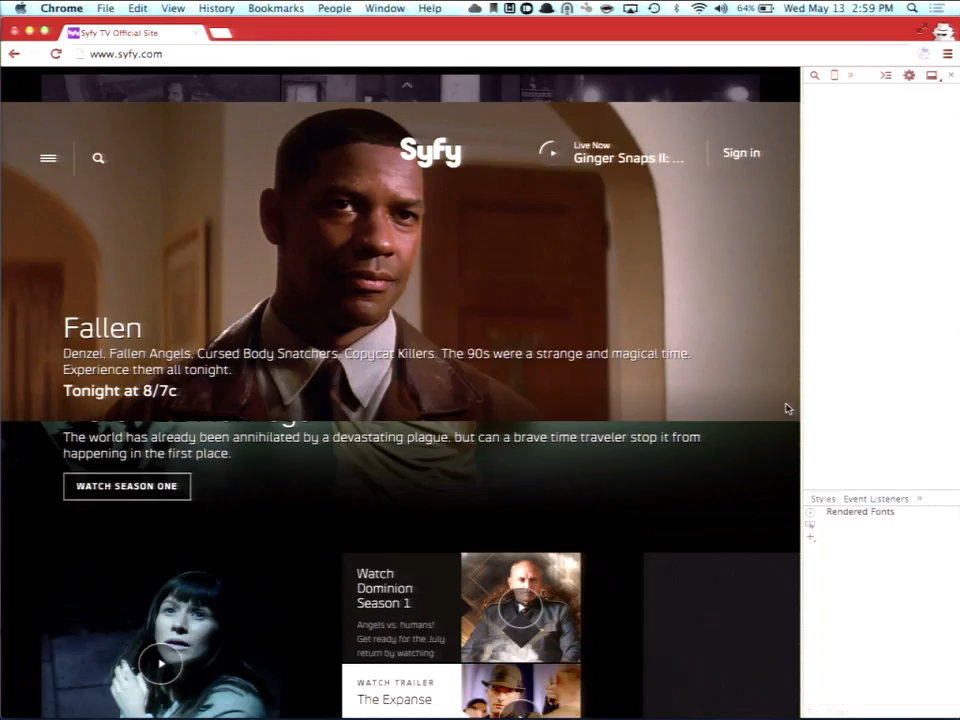 Chrome File Edit View History Bookmarks People Window Help 64% Wed May 13 2:59 PM
Syfy TV Official Site
www.syfy.com
Syfy
Live Now
Ginger Snaps II: ...
Sign in
Fallen
Denzel. Fallen Angels. Cursed Body Snatchers. Copycat Killers. The 90s were a strange and magical time.
Experience them all tonight.
Tonight at 8/7c
The world has already been annihilated by a devastating plague, but can a brave time traveler stop it from
happening in the first place.
WATCH SEASON ONE
Watch
Dominion
Season 1
Angels vs. humans!
Get ready for the July
return by watching
WATCH TRAILER
The Expanse
Styles Event Listeners »
Rendered Fonts